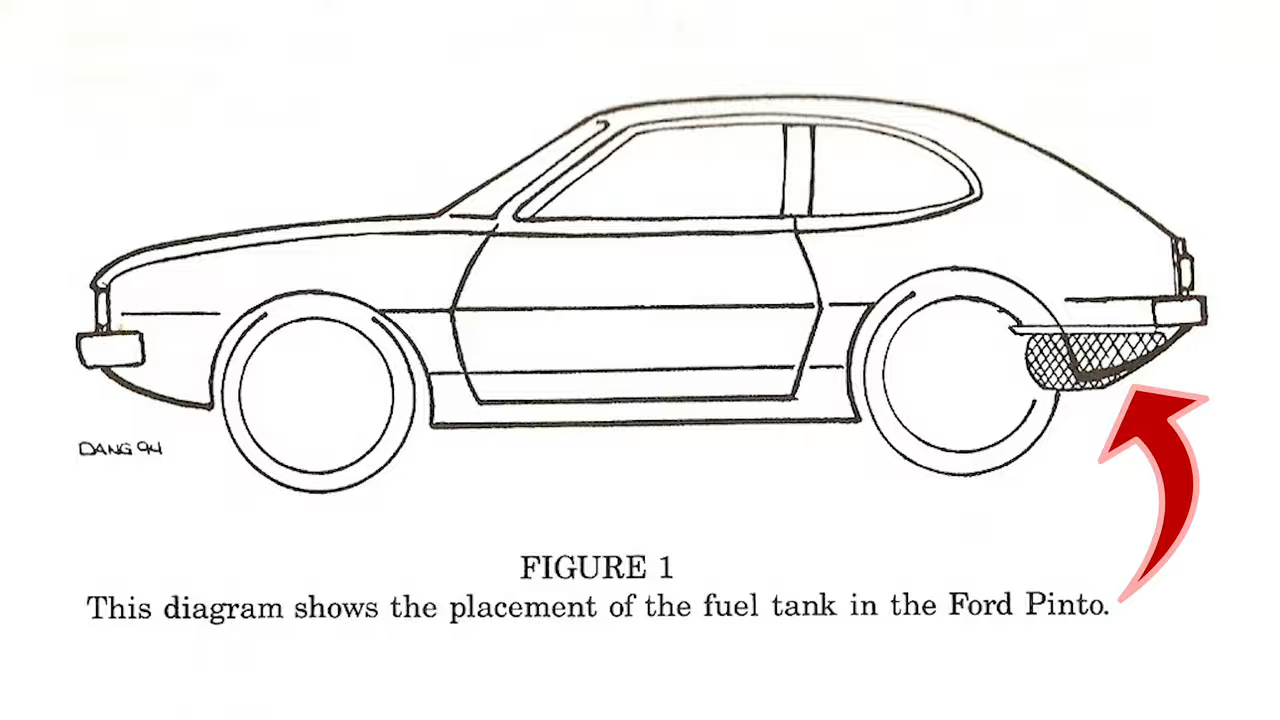 DANG 94
FIGURE 1
This diagram shows the placement of the fuel tank in the Ford Pinto.